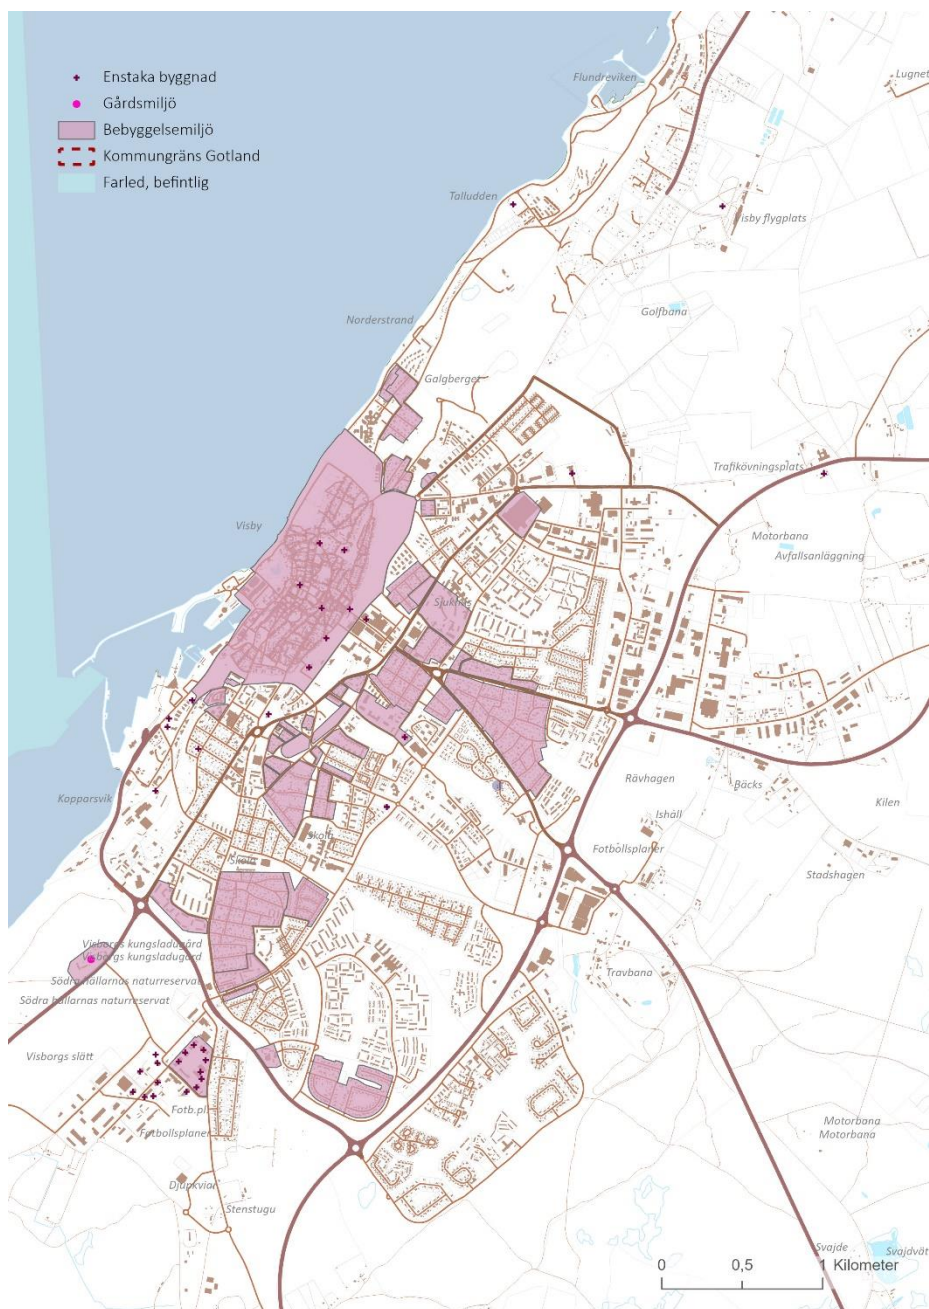 Enstaka byggnad
Gårdsmiljö
Bebyggelsemiljö
Kommungräns Gotland
Farled, befintlig
Flundreviken
Lugnet
Talludden
Visby flygplats
Golfbana
Norderstrand
Galgberget
Trafikövningsplats
Visby
Motorbana
Avfallsanläggning
Kopparsvik
Rävhagen
Bäcks
Kilen
Ishall
Skola
Fotbollsplaner
Skola
Stadshagen
Visborgs kungsladugård
Visborgs kungsladugård
Travbana
Södra hällarnas naturreservat
Södra hällarnas naturreservat
Visborgs slätt
Fotb.pl.
Fotbollsplaner
Motorbana
Motorbana
Stenstugu
Svajde
0 0,5 1 Kilometer